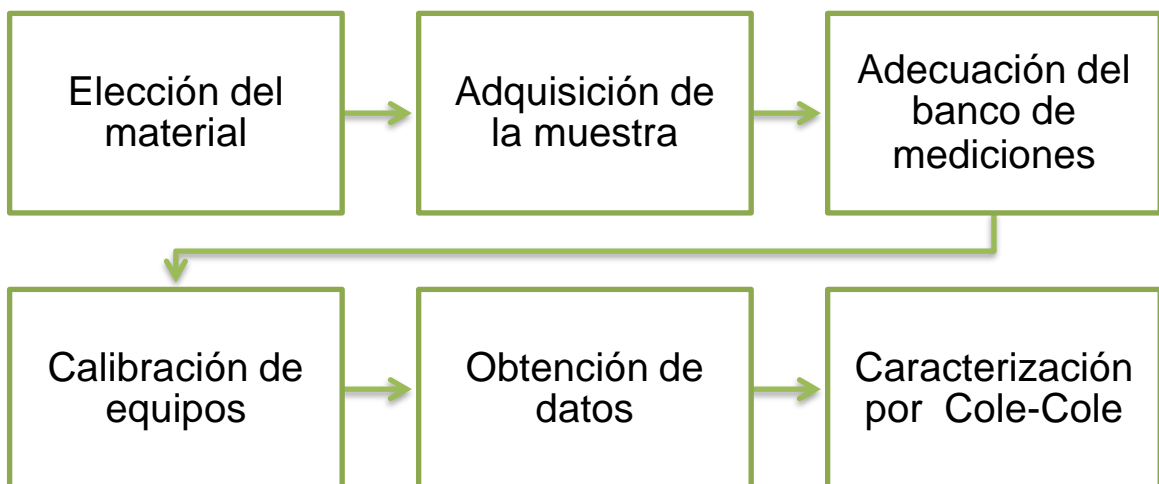 Elección del
material
Adquisición de
la muestra
Adecuación del
banco de
mediciones
Calibración de
equipos
Obtención de
datos
Caracterización
por Cole-Cole